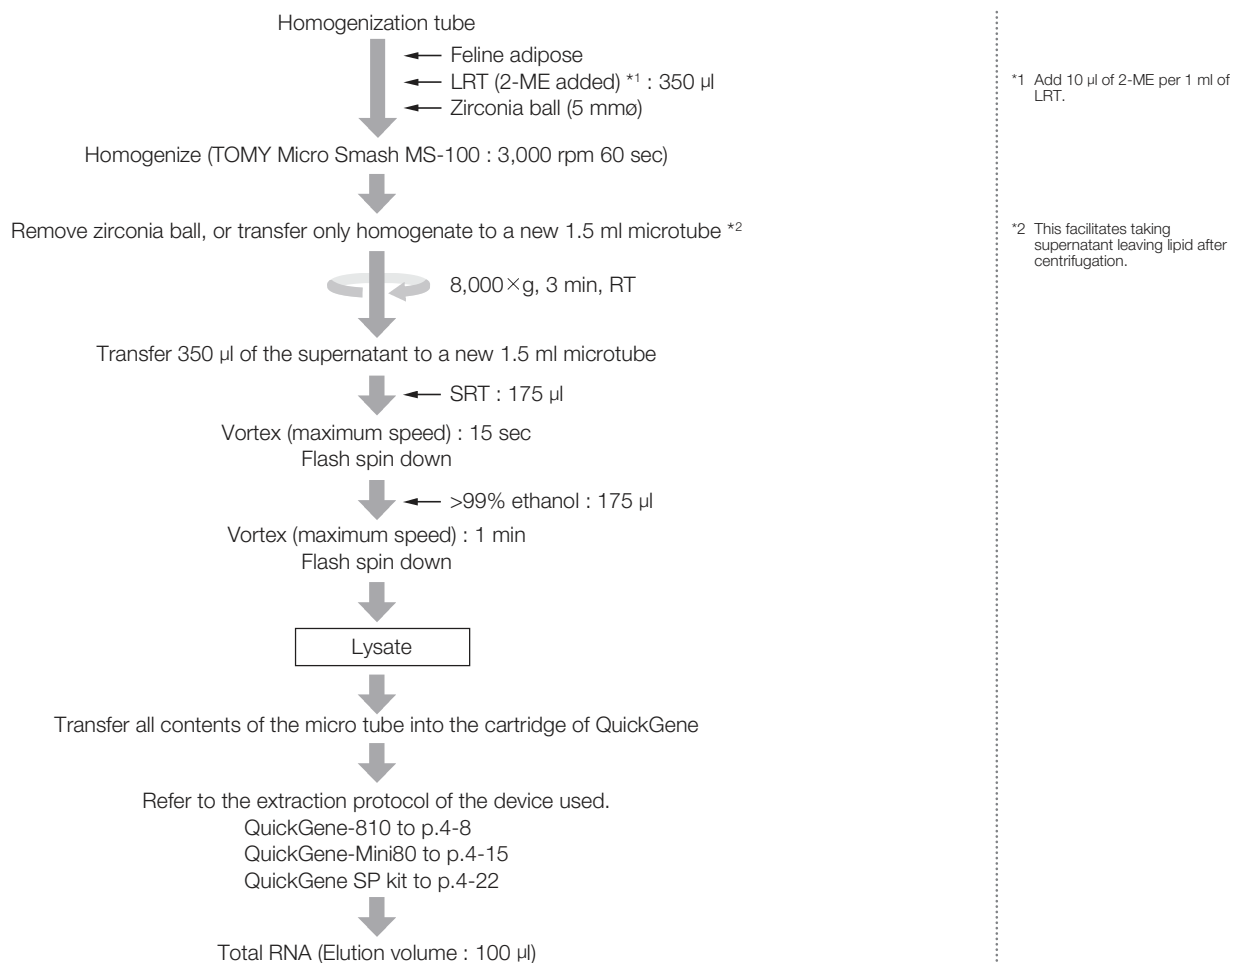 Homogenization tube
Feline adipose
LRT (2-ME added) *1 : 350 µl
Zirconia ball (5 mmø)
*1 Add 10 µl of 2-ME per 1 ml of
LRT.
Homogenize (TOMY Micro Smash MS-100 : 3,000 rpm 60 sec)
Remove zirconia ball, or transfer only homogenate to a new 1.5 ml microtube *2
*2 This facilitates taking
supernatant leaving lipid after
centrifugation.
8,000×g, 3 min, RT
Transfer 350 µl of the supernatant to a new 1.5 ml microtube
SRT : 175 µl
Vortex (maximum speed) : 15 sec
Flash spin down
>99% ethanol : 175 µl
Vortex (maximum speed) : 1 min
Flash spin down
Lysate
Transfer all contents of the micro tube into the cartridge of QuickGene
Refer to the extraction protocol of the device used.
QuickGene-810 to p.4-8
QuickGene-Mini80 to p.4-15
QuickGene SP kit to p.4-22
Total RNA (Elution volume : 100 µl)